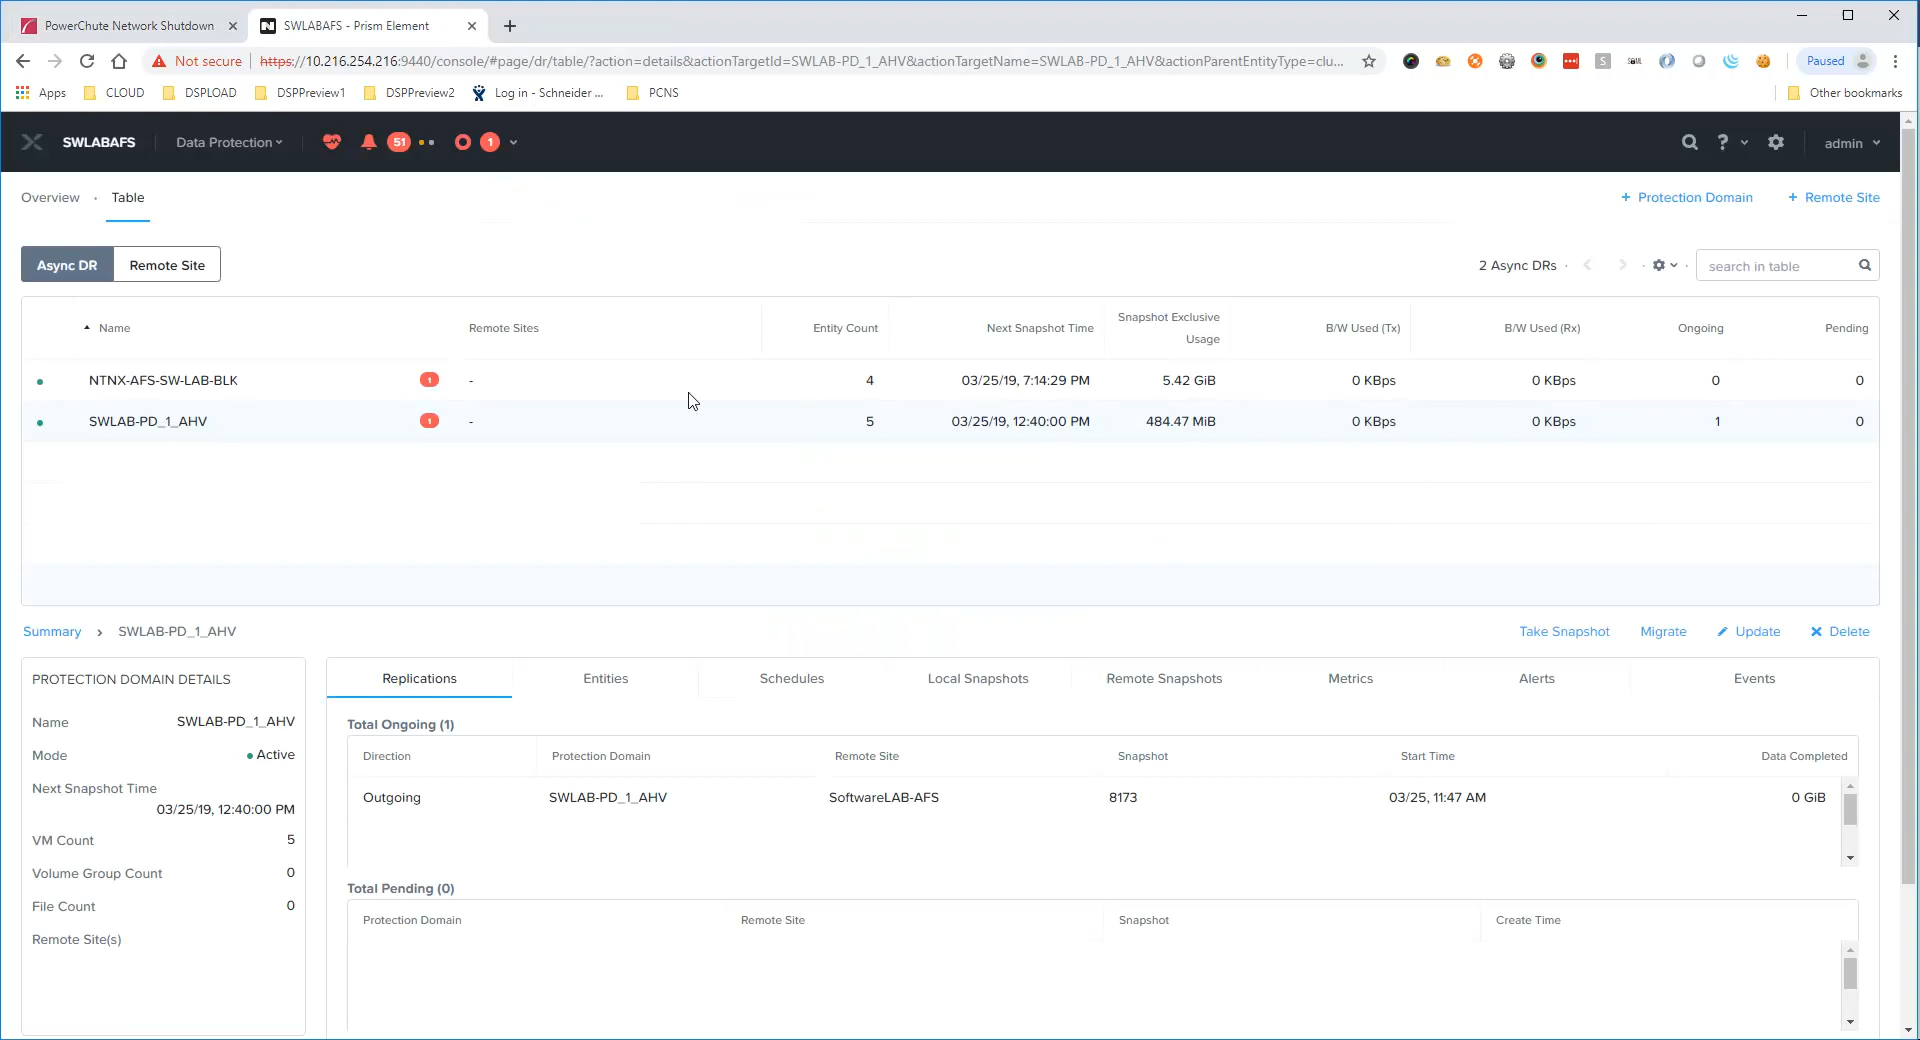 PowerChute Network Shutdown
SWLABAFS - Prism Element
Not secure https://10.216.254.216:9440/console/#page/dr/table/?action=details&actionTargetId=SWLAB-PD_1_AHV&actionTargetName=SWLAB-PD_1_AHV&actionParentEntityType=clu... Paused
Apps CLOUD DSPLOAD DSPPreview1 DSPPreview2 Log in - Schneider ... PCNS Other bookmarks
SWLABAFS Data Protection 51 1 ? admin
Overview · Table + Protection Domain + Remote Site
Async DR Remote Site 2 Async DRs search in table
Name Remote Sites Entity Count Next Snapshot Time Snapshot Exclusive Usage B/W Used (Tx) B/W Used (Rx) Ongoing Pending
NTNX-AFS-SW-LAB-BLK 1 - 4 03/25/19, 7:14:29 PM 5.42 GiB 0 KBps 0 KBps 0 0
SWLAB-PD_1_AHV 1 - 5 03/25/19, 12:40:00 PM 484.47 MiB 0 KBps 0 KBps 1 0
Summary > SWLAB-PD_1_AHV Take Snapshot Migrate Update Delete
PROTECTION DOMAIN DETAILS
Name SWLAB-PD_1_AHV
Mode Active
Next Snapshot Time
03/25/19, 12:40:00 PM
VM Count 5
Volume Group Count 0
File Count 0
Remote Site(s)
Replications Entities Schedules Local Snapshots Remote Snapshots Metrics Alerts Events
Total Ongoing (1)
Direction Protection Domain Remote Site Snapshot Start Time Data Completed
Outgoing SWLAB-PD_1_AHV SoftwareLAB-AFS 8173 03/25, 11:47 AM 0 GiB
Total Pending (0)
Protection Domain Remote Site Snapshot Create Time